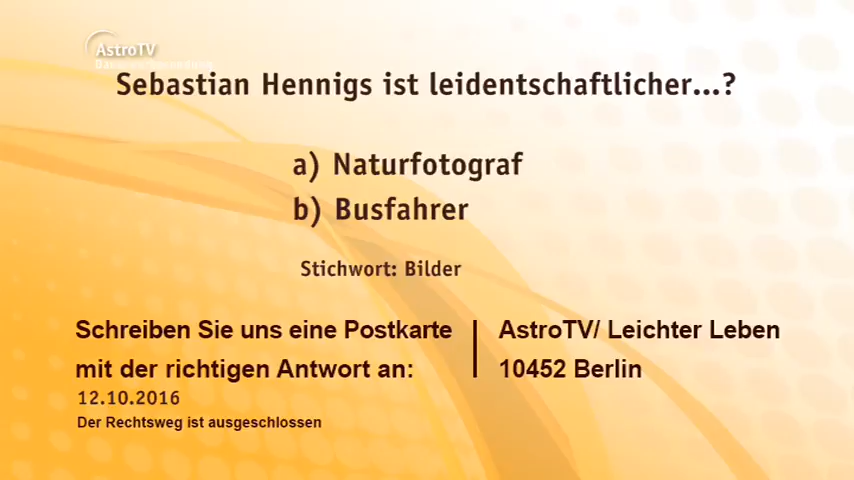 AstroTV
Dauerwerbesendung
Sebastian Hennigs ist leidentschaftlicher...?
a) Naturfotograf
b) Busfahrer
Stichwort: Bilder
Schreiben Sie uns eine Postkarte
mit der richtigen Antwort an:
AstroTV/ Leichter Leben
10452 Berlin
12.10.2016
Der Rechtsweg ist ausgeschlossen